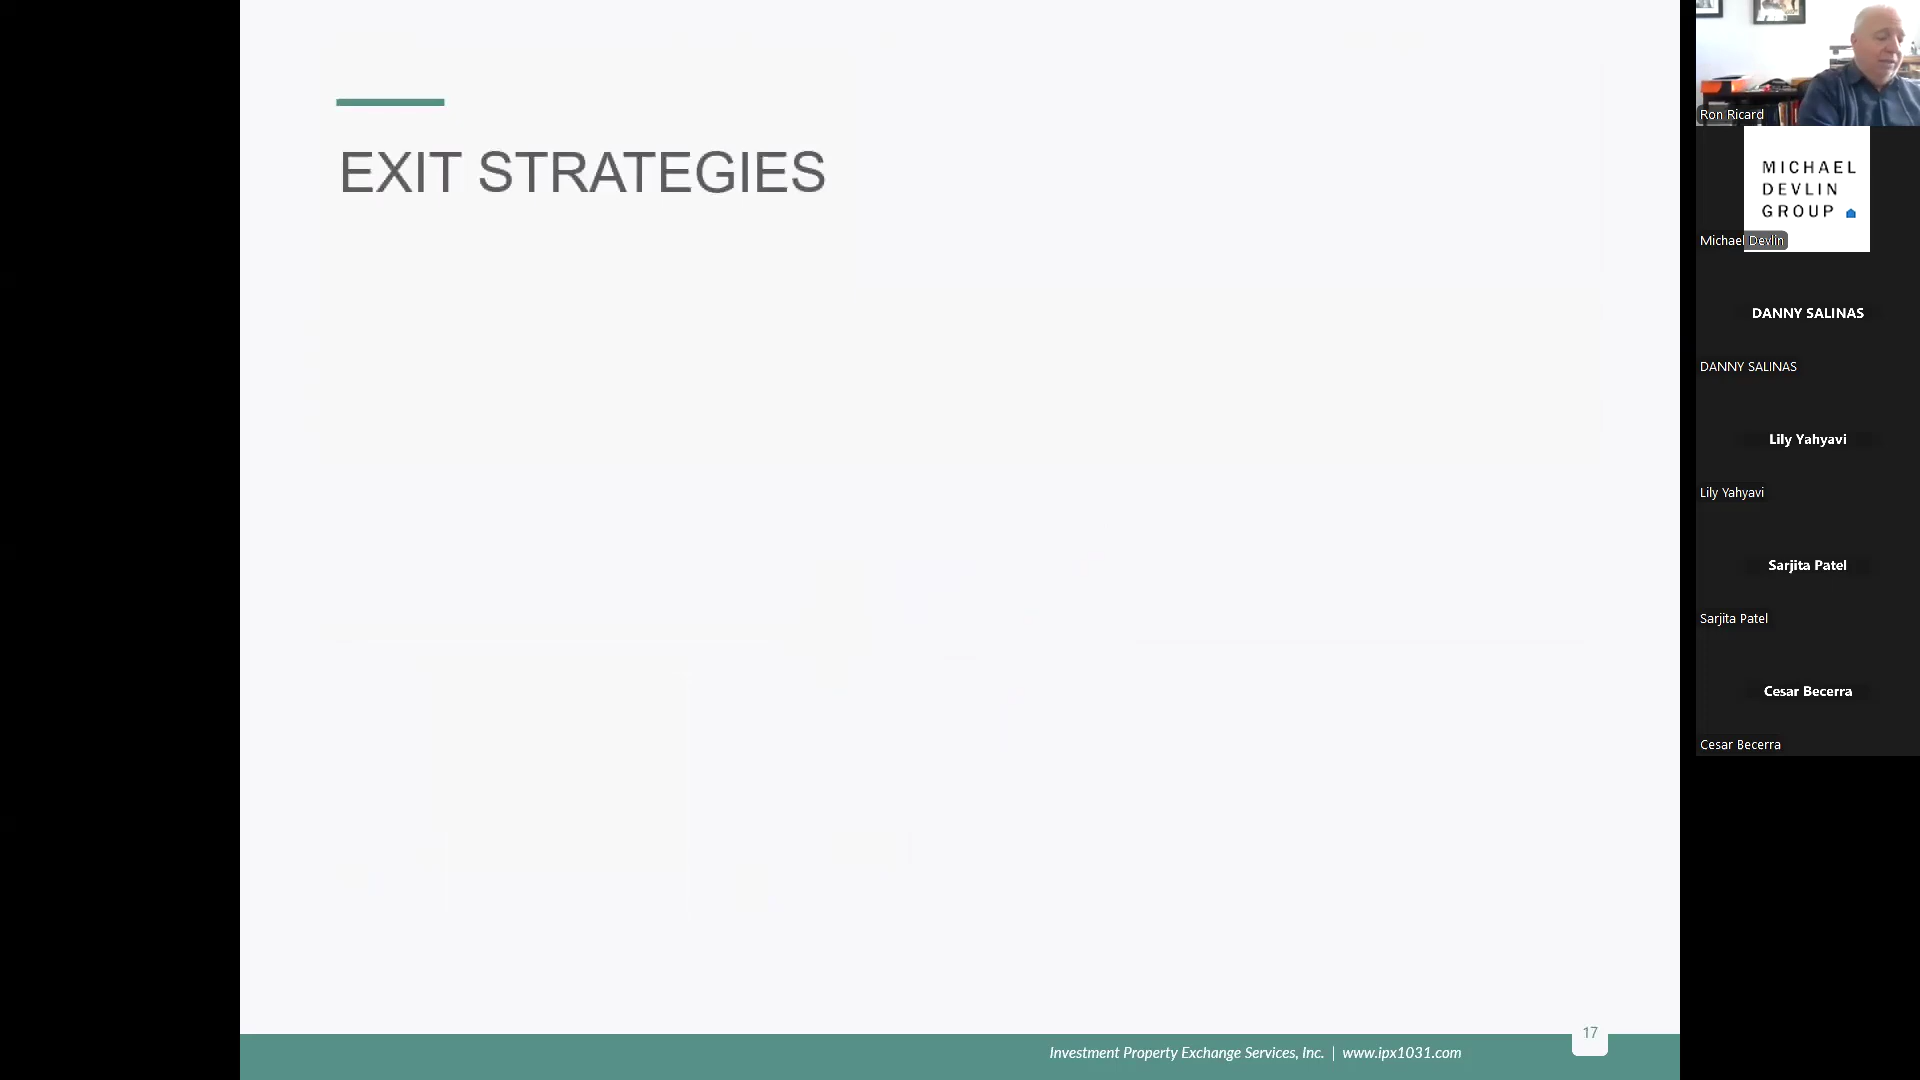 EXIT STRATEGIES
Ron Ricard
MICHAEL
DEVLIN
GROUP
Michael Devlin
DANNY SALINAS
DANNY SALINAS
Lily Yahyavi
Lily Yahyavi
Sarjita Patel
Sarjita Patel
Cesar Becerra
Cesar Becerra
Investment Property Exchange Services, Inc. | www.ipx1031.com
17